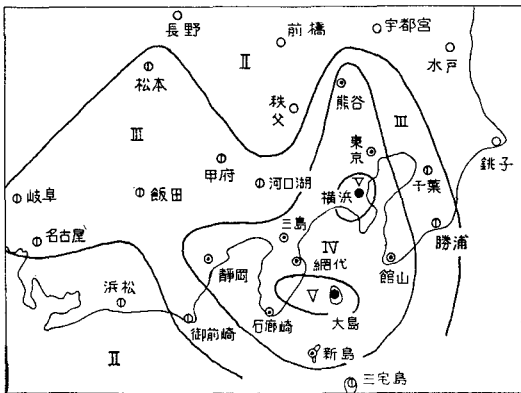 長野
前橋
宇都宮
水戸
II
松本
熊谷
秩父
III
III
東京
銚子
甲府
河口湖
千葉
岐阜
飯田
横浜
V
勝浦
三島
名古屋
IV
網代
館山
静岡
浜松
V
大島
御前崎
石廊崎
II
新島
三宅島